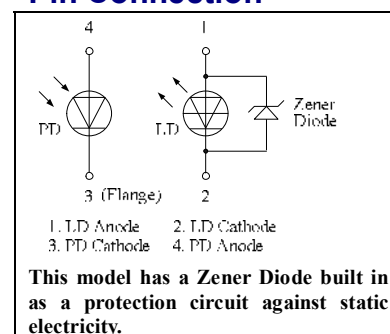 Pin Connection
4 1
PD LD Zener
Diode
3 (Flange) 2
1. LD Anode 2. LD Cathode
3. PD Cathode 4. PD Anode
This model has a Zener Diode built in
as a protection circuit against static
electricity.